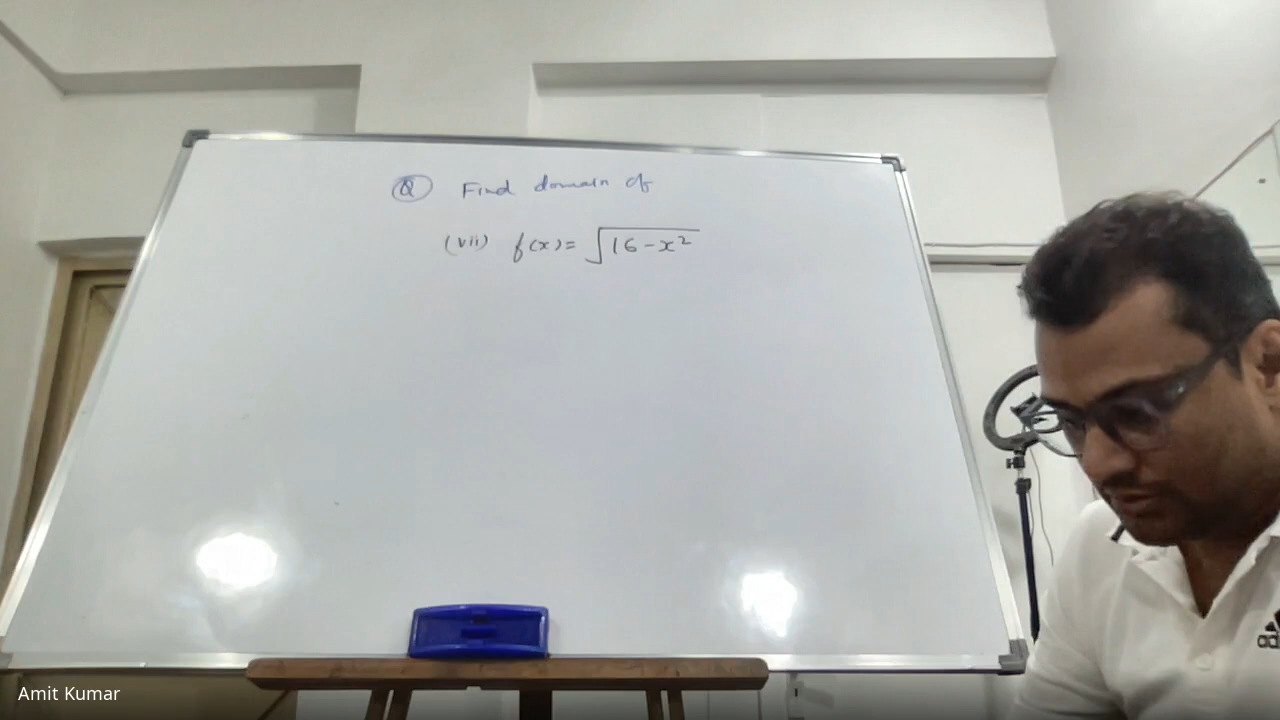 Q Find domain of
(vii) f(x) = √16-x²
Amit Kumar